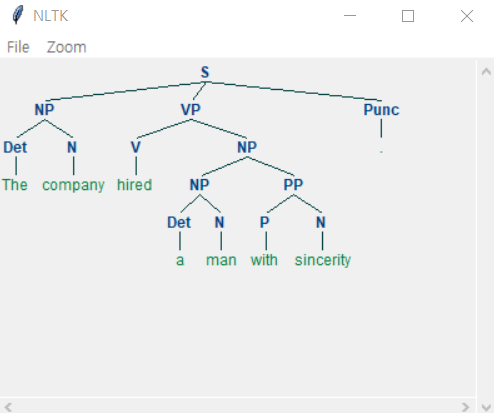 NLTK
File Zoom
S
NP VP Punc
Det N V NP .
The company hired NP PP
Det N P N
a man with sincerity